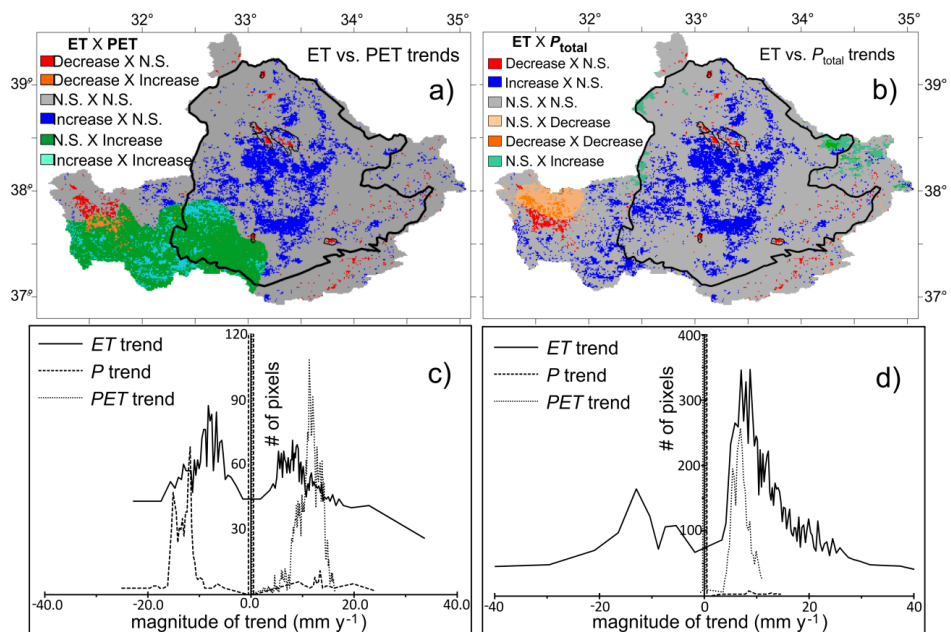 32 33 34 35°
ET X PET
ET vs. PET trends
Decrease X N.S.
Decrease X Increase
N.S. X N.S.
Increase X N.S.
N.S. X Increase
Increase X Increase
a)
39°
38°
37°
32 33 34 35°
ET X Ptotal
ET vs. Ptotal trends
Decrease X N.S.
Increase X N.S.
N.S. X N.S.
N.S. X Decrease
Decrease X Decrease
N.S. X Increase
b)
39°
38°
37°
ET trend
P trend
PET trend
c)
# of pixels
120
90
60
30
-40.0 -20.0 0.0 20.0 40.0
magnitude of trend (mm y-1)
ET trend
P trend
PET trend
d)
# of pixels
400
300
200
100
-40 -20 0 20 40
magnitude of trend (mm y-1)